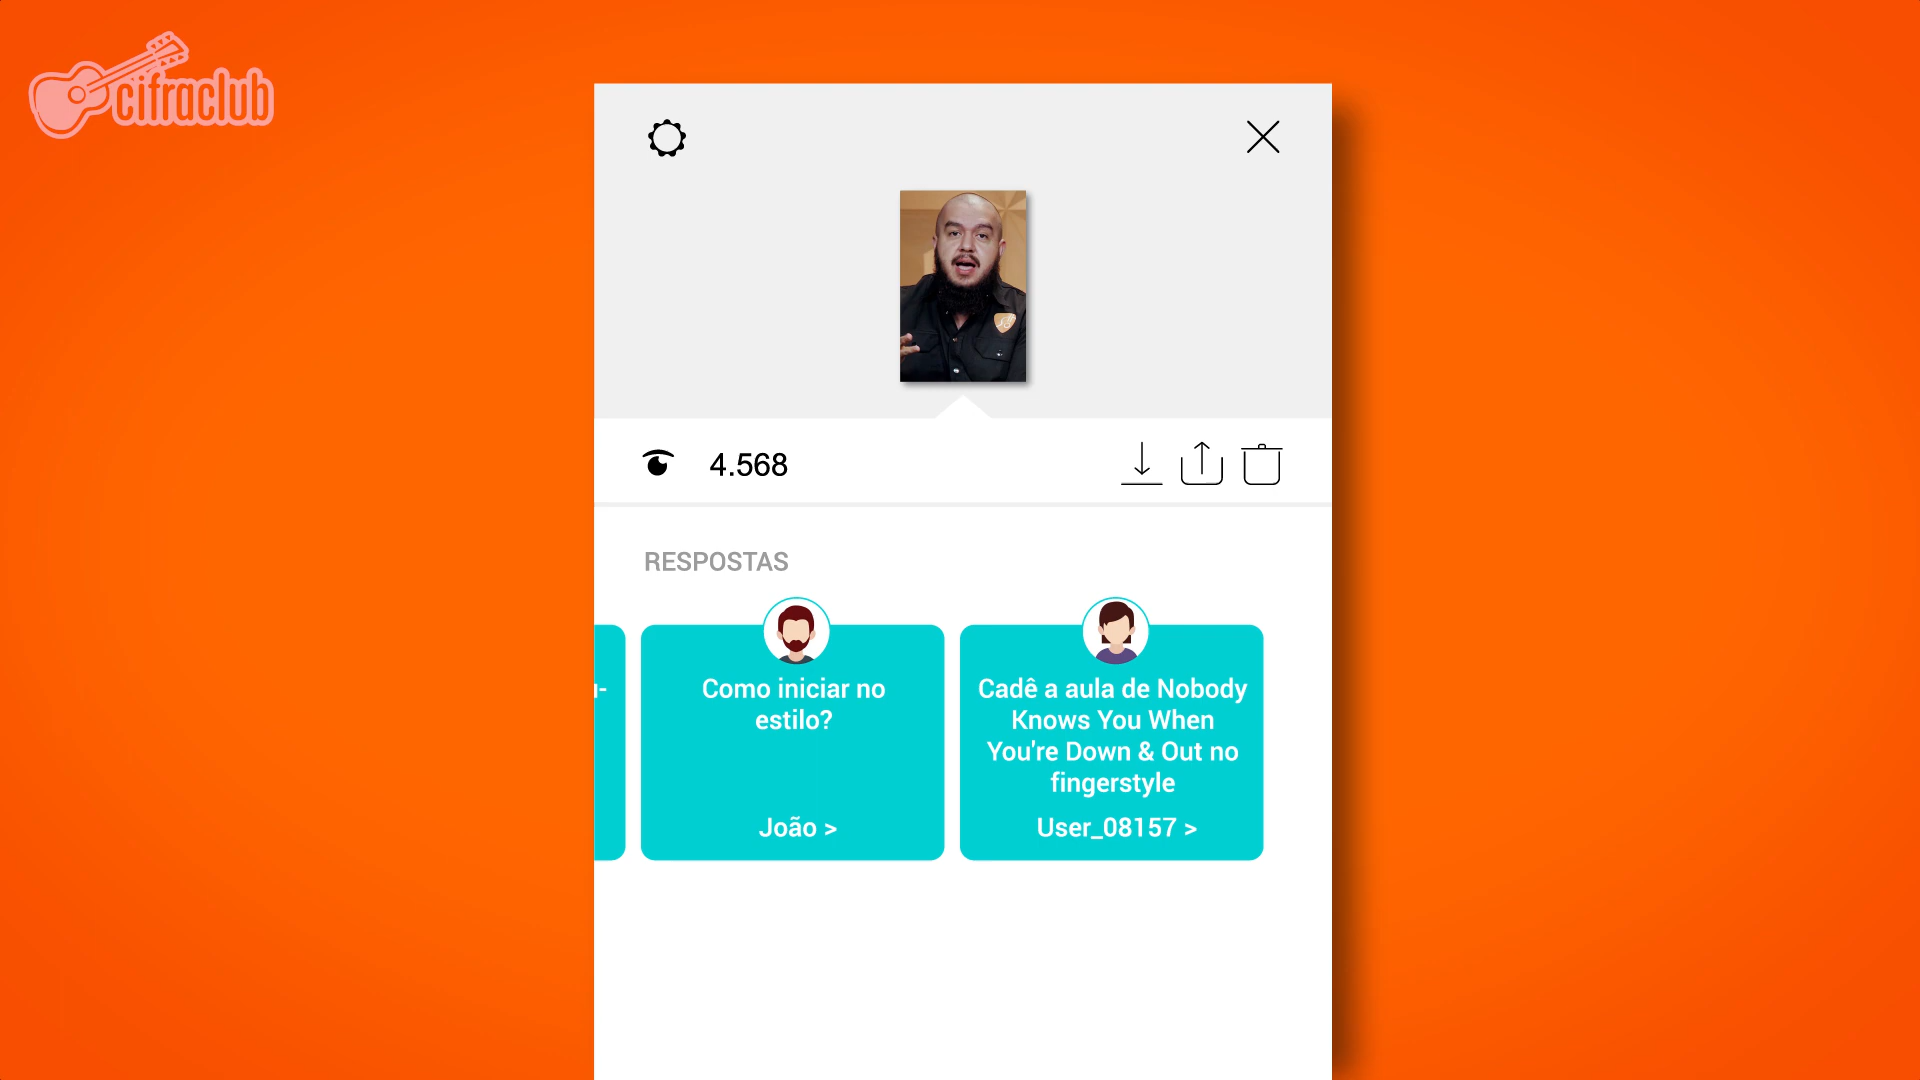 cifraclub
4.568
RESPOSTAS
Como iniciar no
estilo?
João >
Cadê a aula de Nobody
Knows You When
You're Down & Out no
fingerstyle
User_08157 >